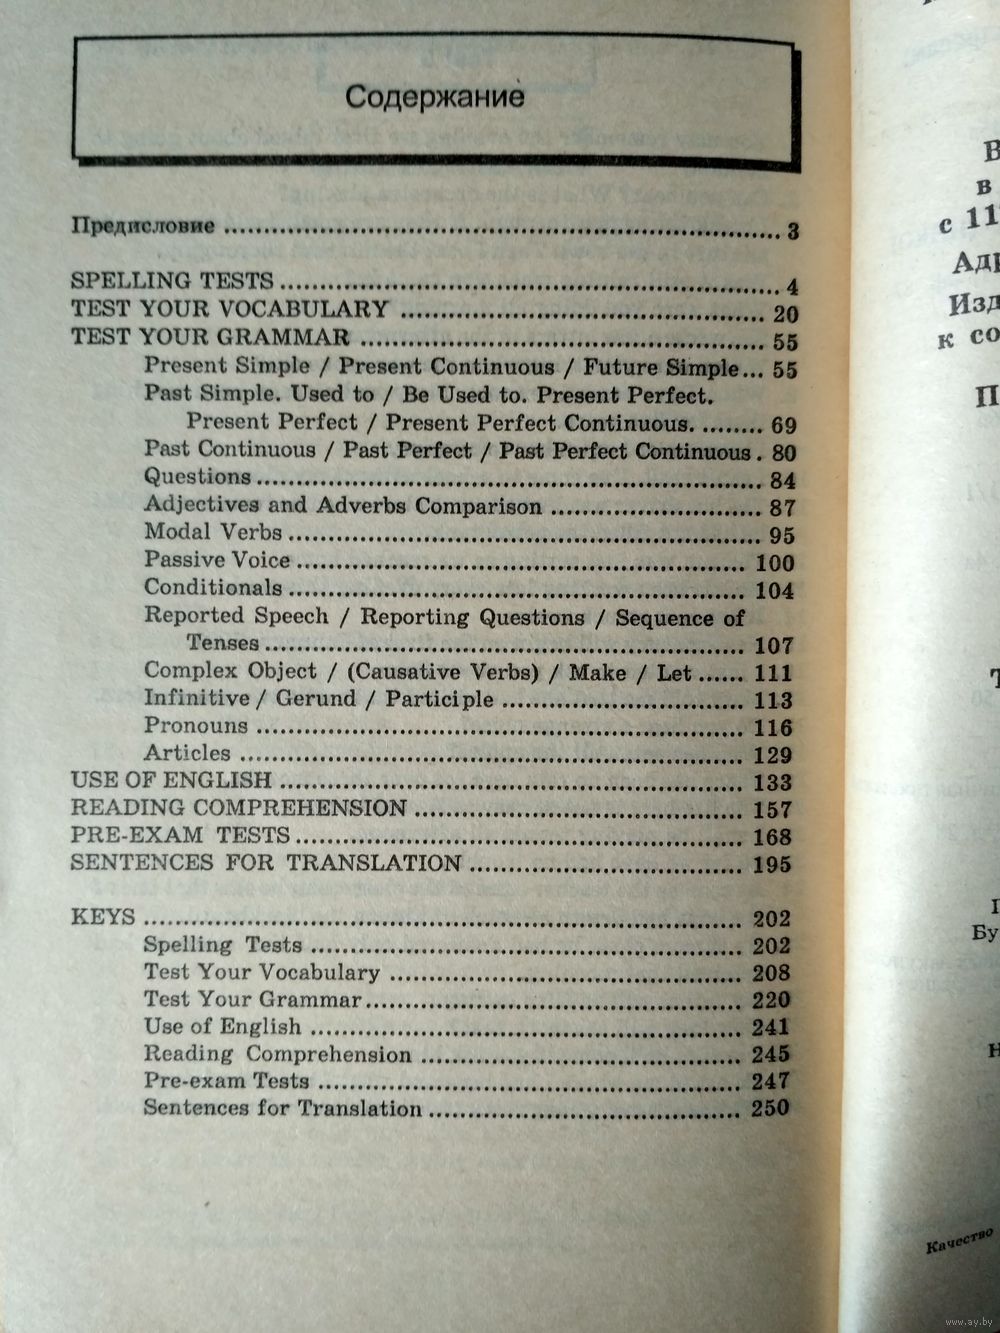 Содержание
Предисловие ........ 3
SPELLING TESTS ........ 4
TEST YOUR VOCABULARY ........ 20
TEST YOUR GRAMMAR ........ 55
Present Simple / Present Continuous / Future Simple... 55
Past Simple. Used to / Be Used to. Present Perfect.
Present Perfect / Present Perfect Continuous. ........ 69
Past Continuous / Past Perfect / Past Perfect Continuous . 80
Questions ........ 84
Adjectives and Adverbs Comparison ........ 87
Modal Verbs ........ 95
Passive Voice ........ 100
Conditionals ........ 104
Reported Speech / Reporting Questions / Sequence of
Tenses ........ 107
Complex Object / (Causative Verbs) / Make / Let ...... 111
Infinitive / Gerund / Participle ........ 113
Pronouns ........ 116
Articles ........ 129
USE OF ENGLISH ........ 133
READING COMPREHENSION ........ 157
PRE-EXAM TESTS ........ 168
SENTENCES FOR TRANSLATION ........ 195
KEYS ........ 202
Spelling Tests ........ 202
Test Your Vocabulary ........ 208
Test Your Grammar ........ 220
Use of English ........ 241
Reading Comprehension ........ 245
Pre-exam Tests ........ 247
Sentences for Translation ........ 250
в
с 11
к со
Качество
www.ay.by